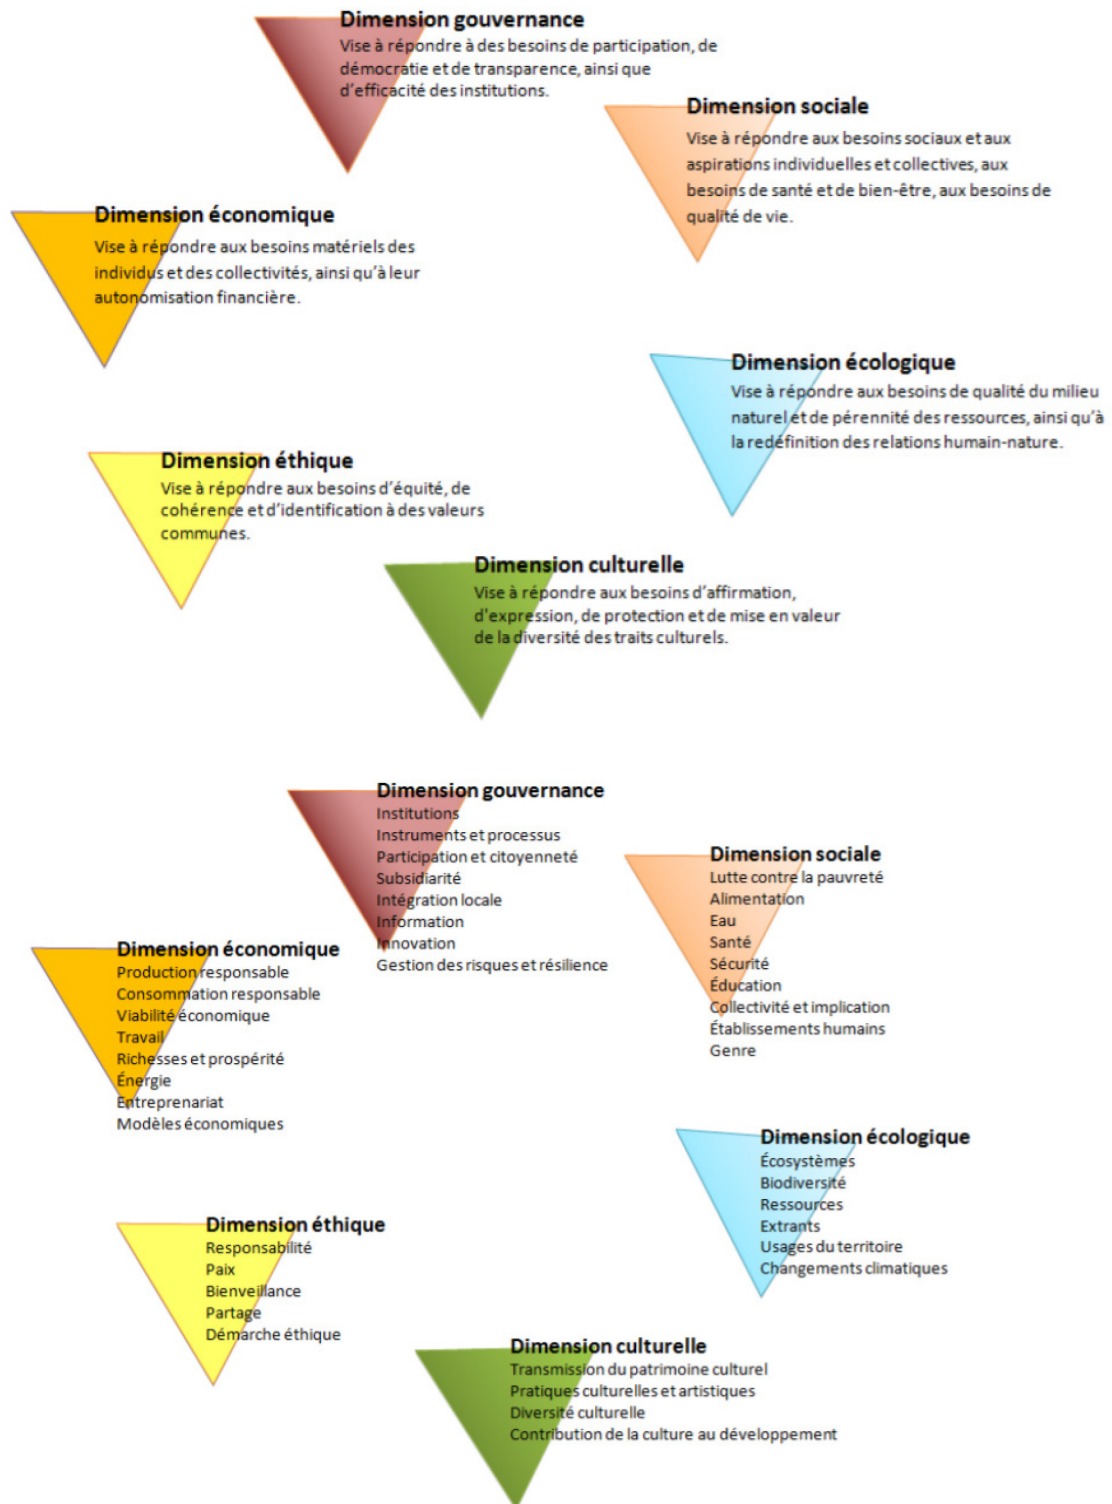 Dimension gouvernance
Vise à répondre à des besoins de participation, de
démocratie et de transparence, ainsi que
d’efficacité des institutions.
Dimension sociale
Vise à répondre aux besoins sociaux et aux
aspirations individuelles et collectives, aux
besoins de santé et de bien-être, aux besoins de
qualité de vie.
Dimension économique
Vise à répondre aux besoins matériels des
individus et des collectivités, ainsi qu’à leur
autonomisation financière.
Dimension écologique
Vise à répondre aux besoins de qualité du milieu
naturel et de pérennité des ressources, ainsi qu’à
la redéfinition des relations humain-nature.
Dimension éthique
Vise à répondre aux besoins d’équité, de
cohérence et d’identification à des valeurs
communes.
Dimension culturelle
Vise à répondre aux besoins d’affirmation,
d'expression, de protection et de mise en valeur
de la diversité des traits culturels.
Dimension gouvernance
Institutions
Instruments et processus
Participation et citoyenneté
Subsidiarité
Intégration locale
Information
Innovation
Gestion des risques et résilience
Dimension sociale
Lutte contre la pauvreté
Alimentation
Eau
Santé
Sécurité
Éducation
Collectivité et implication
Établissements humains
Genre
Dimension économique
Production responsable
Consommation responsable
Viabilité économique
Travail
Richesses et prospérité
Énergie
Entreprenariat
Modèles économiques
Dimension écologique
Écosystèmes
Biodiversité
Ressources
Extrants
Usages du territoire
Changements climatiques
Dimension éthique
Responsabilité
Paix
Bienveillance
Partage
Démarche éthique
Dimension culturelle
Transmission du patrimoine culturel
Pratiques culturelles et artistiques
Diversité culturelle
Contribution de la culture au développement